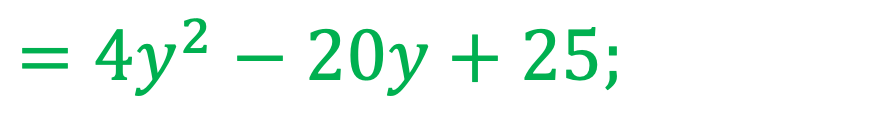 = 4y² − 20y + 25;